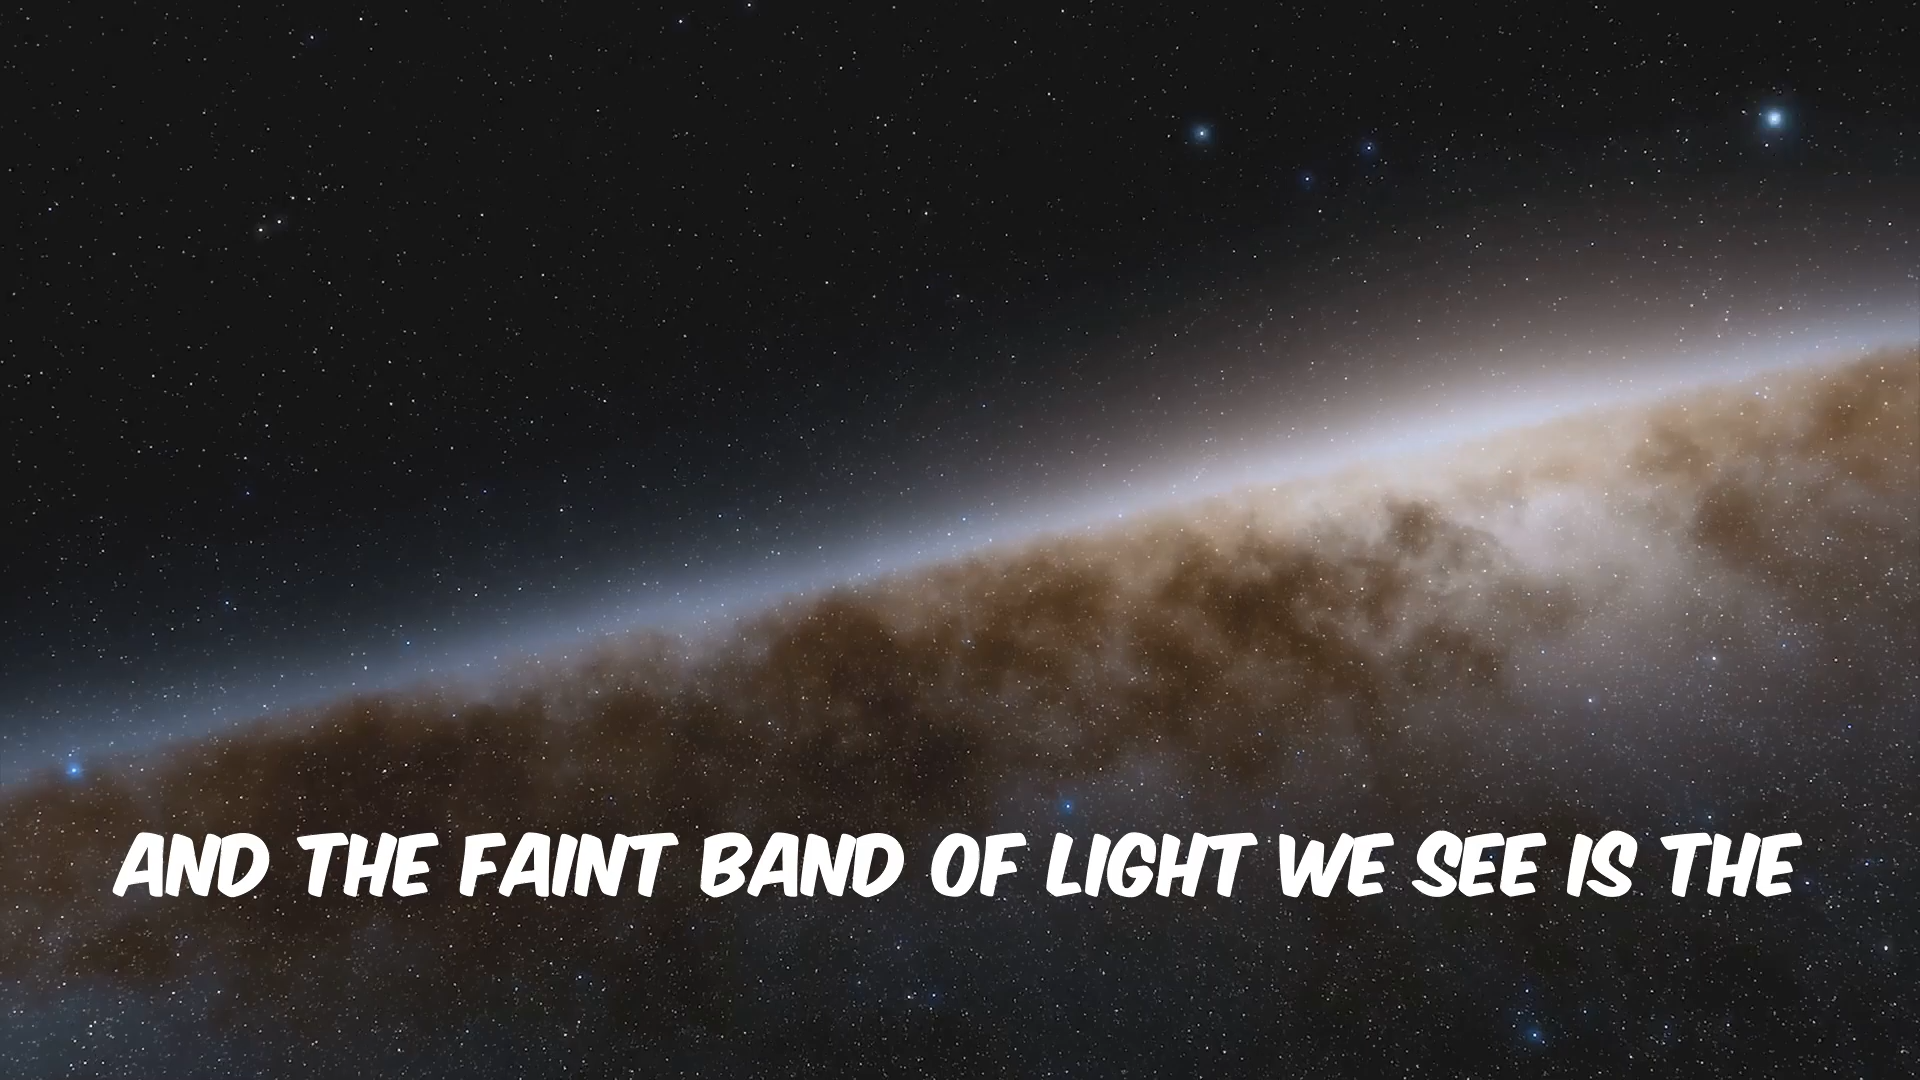 AND THE FAINT BAND OF LIGHT WE SEE IS THE